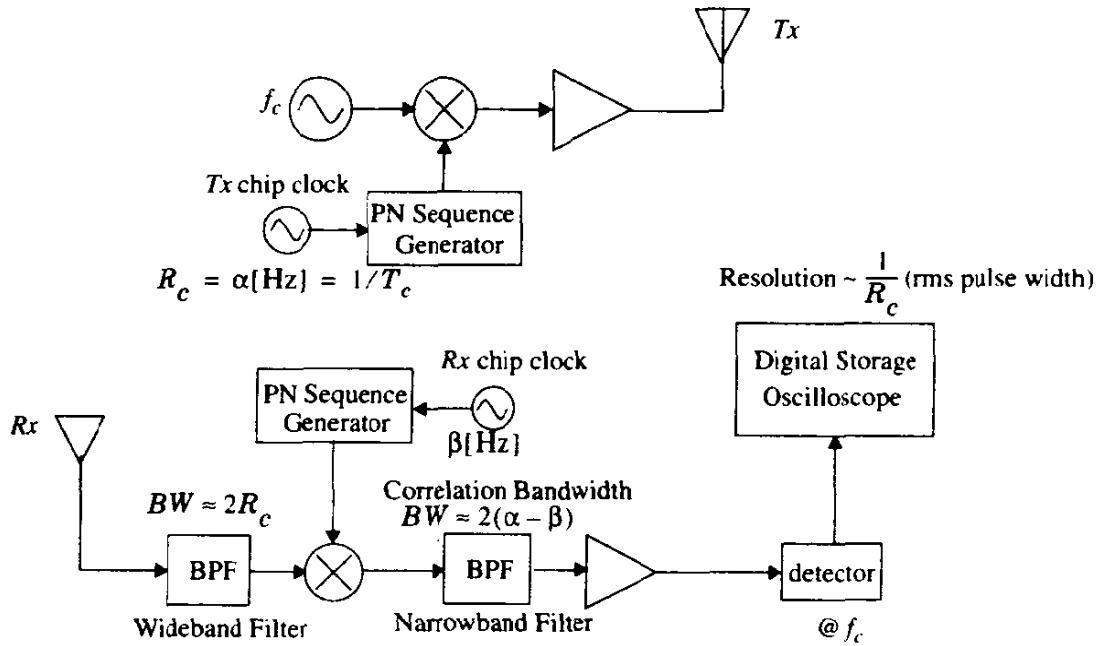 Tx
f_c
Tx chip clock
PN Sequence
Generator
R_c = α[Hz] = 1/T_c
Resolution ~ 1/R_c (rms pulse width)
Digital Storage
Oscilloscope
Rx chip clock
PN Sequence
Generator
β[Hz]
Rx
BW ≈ 2R_c
Correlation Bandwidth
BW ≈ 2(α − β)
BPF
BPF
detector
Wideband Filter
Narrowband Filter
@ f_c